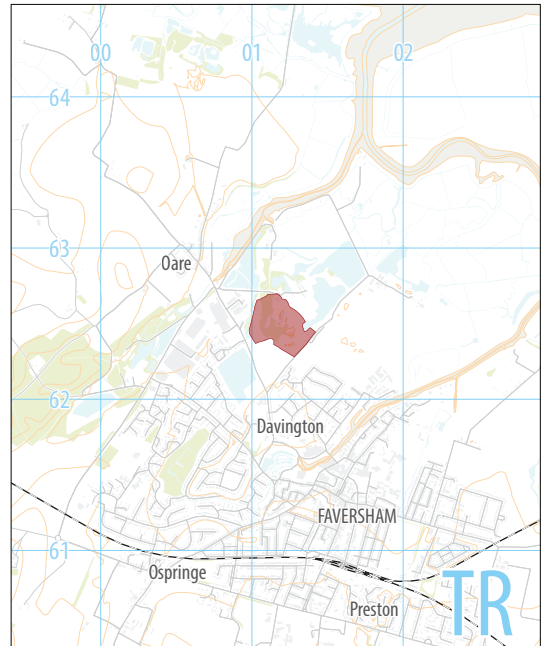 00 01 02
64
63
Oare
62
Davington
FAVERSHAM
61
Ospringe
TR
Preston